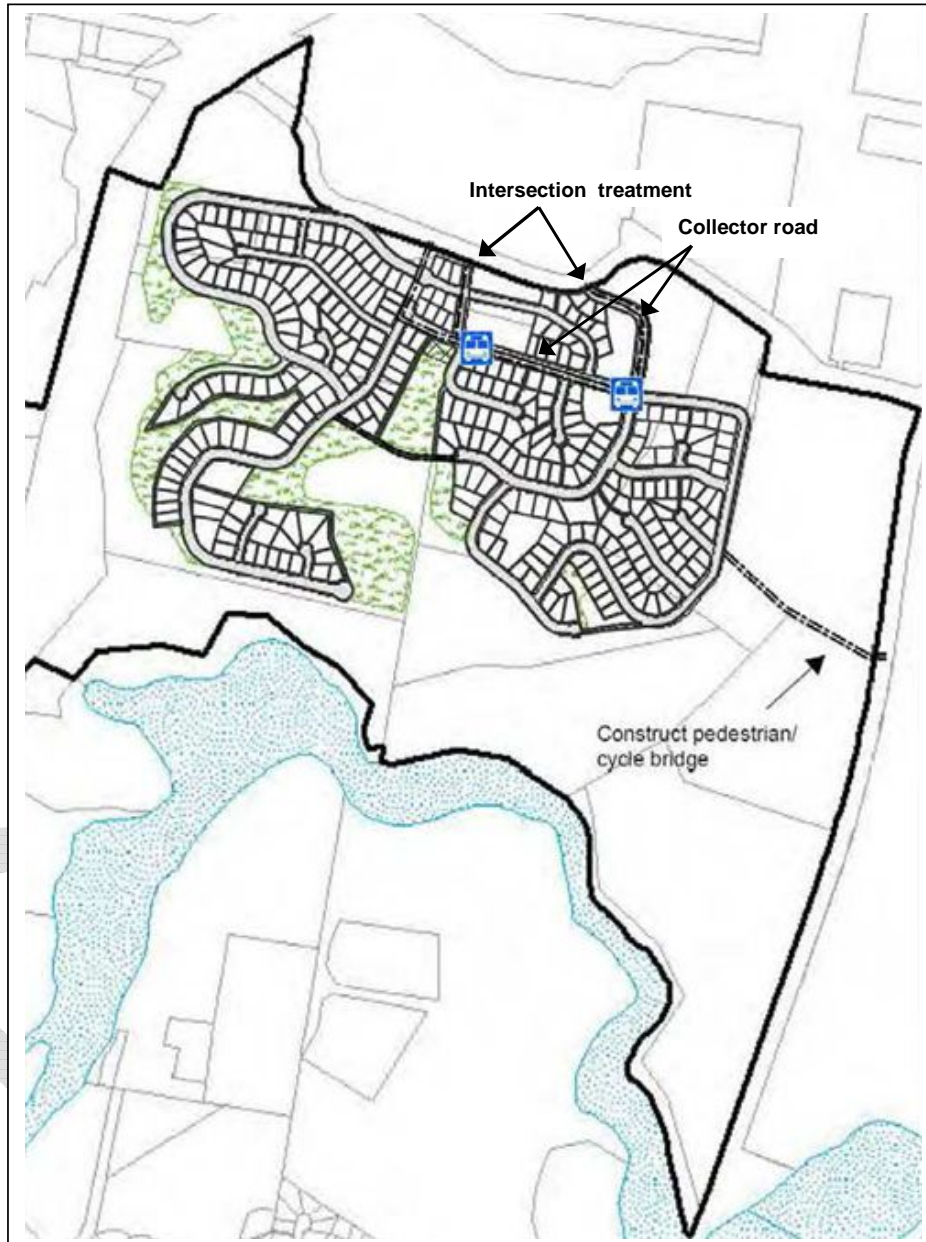 Intersection treatment
Collector road
Construct pedestrian/
cycle bridge